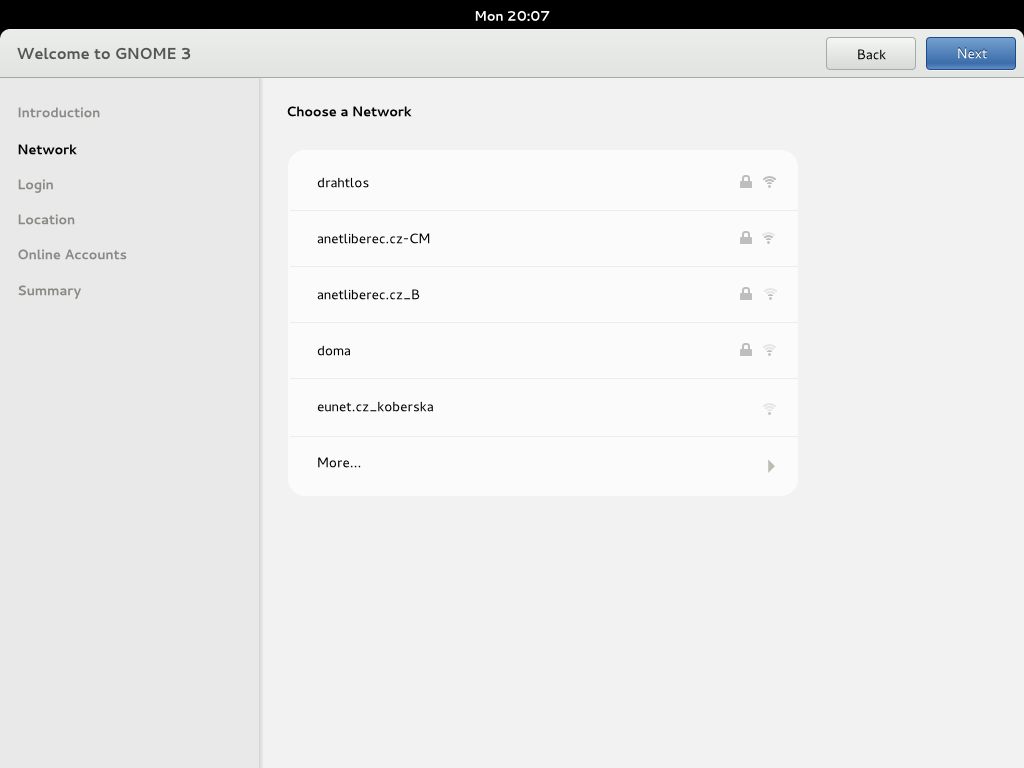 Mon 20:07
Welcome to GNOME 3
Back
Next
Introduction
Network
Login
Location
Online Accounts
Summary
Choose a Network
drahtlos
anetliberec.cz-CM
anetliberec.cz_B
doma
eunet.cz_koberska
More...